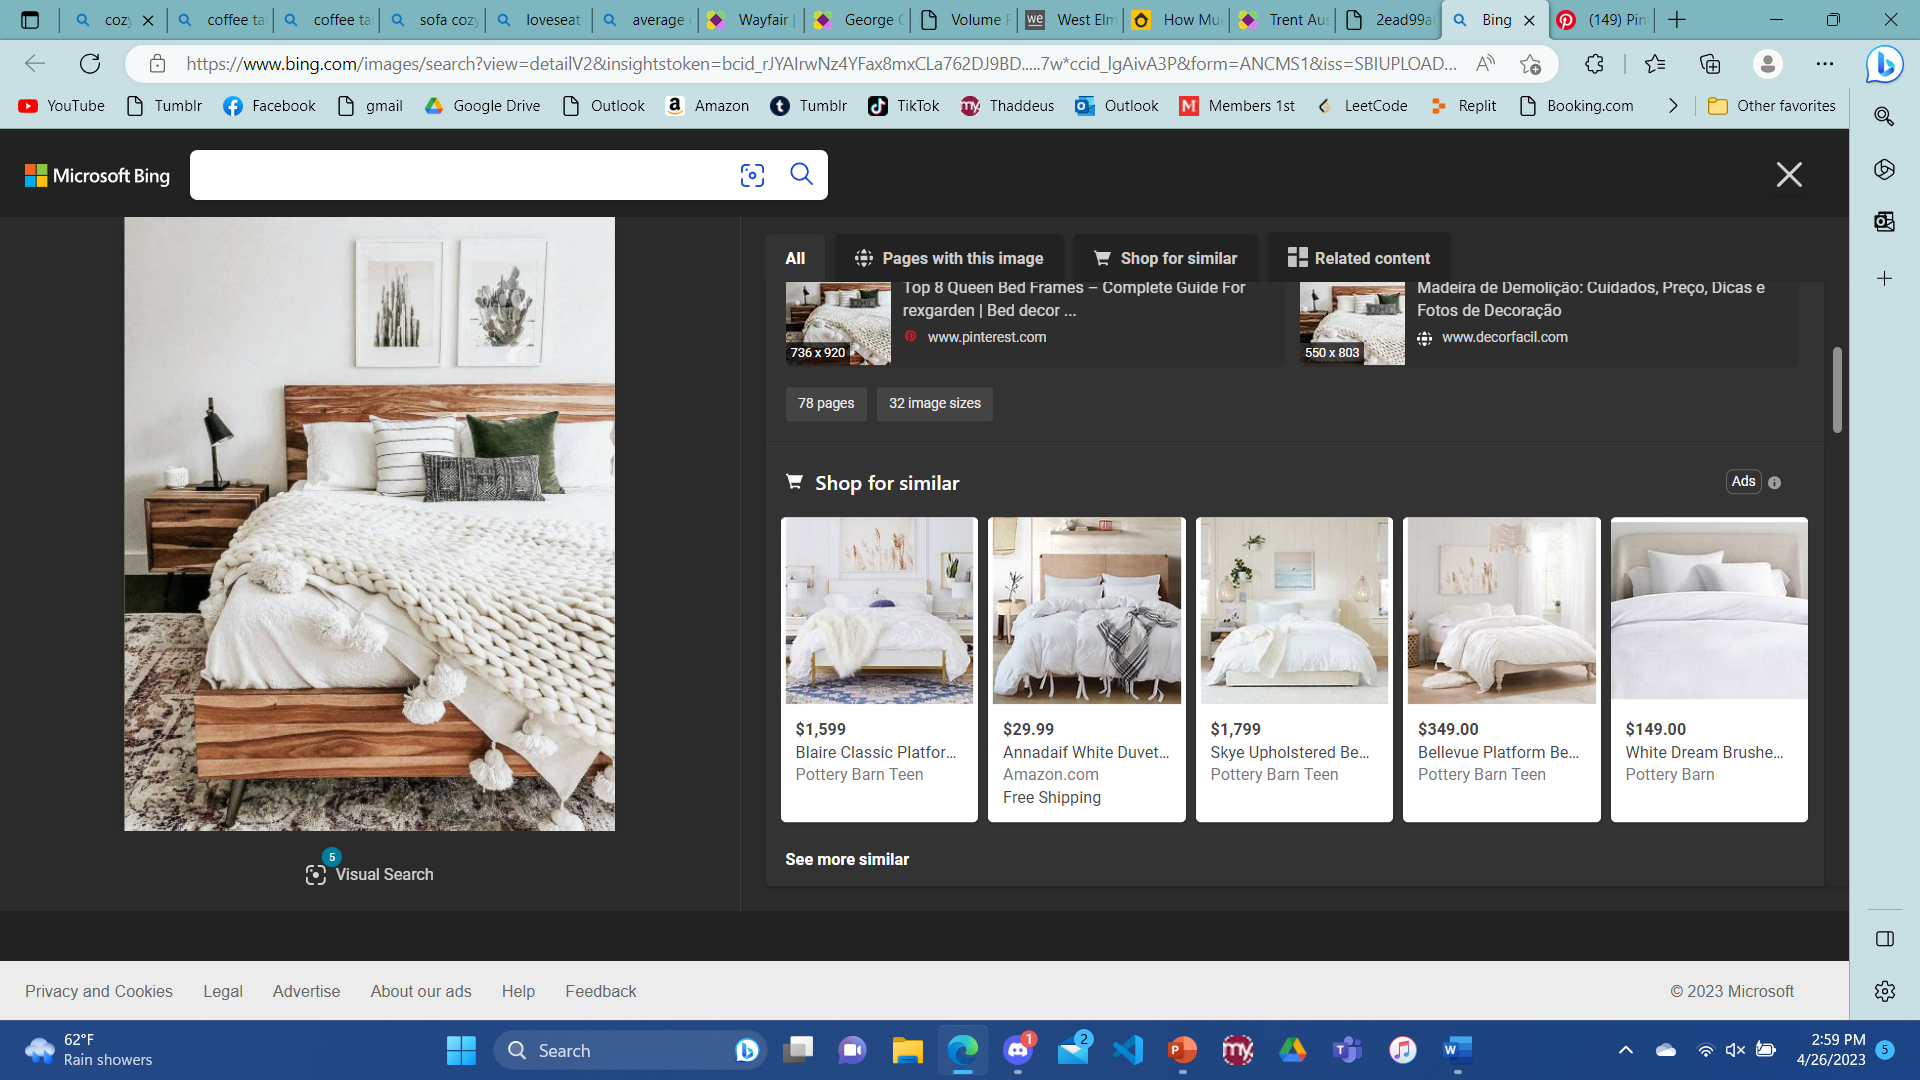 cozy
coffee tal
coffee tal
sofa cozy
loveseat
average c
Wayfair |
George O
Volume F
West Elm
How Muc
Trent Aus
2ead99a
Bing
(149) Pin
https://www.bing.com/images/search?view=detailV2&insightstoken=bcid_rJYAIrwNz4YFax8mxCLa762DJ9BD.....7w*ccid_lgAivA3P&form=ANCMS1&iss=SBIUPLOAD...
YouTube
Tumblr
Facebook
gmail
Google Drive
Outlook
Amazon
Tumblr
TikTok
Thaddeus
Outlook
Members 1st
LeetCode
Replit
Booking.com
Other favorites
Microsoft Bing
All
Pages with this image
Shop for similar
Related content
Top 8 Queen Bed Frames – Complete Guide For
rexgarden | Bed decor ...
www.pinterest.com
736 x 920
Madeira de Demolição: Cuidados, Preço, Dicas e
Fotos de Decoração
www.decorfacil.com
550 x 803
78 pages
32 image sizes
Shop for similar
Ads
$1,599
Blaire Classic Platfor...
Pottery Barn Teen
$29.99
Annadaif White Duvet...
Amazon.com
Free Shipping
$1,799
Skye Upholstered Be...
Pottery Barn Teen
$349.00
Bellevue Platform Be...
Pottery Barn Teen
$149.00
White Dream Brushe...
Pottery Barn
See more similar
5
Visual Search
Privacy and Cookies
Legal
Advertise
About our ads
Help
Feedback
© 2023 Microsoft
62°F
Rain showers
Search
1
2
2:59 PM
4/26/2023
5